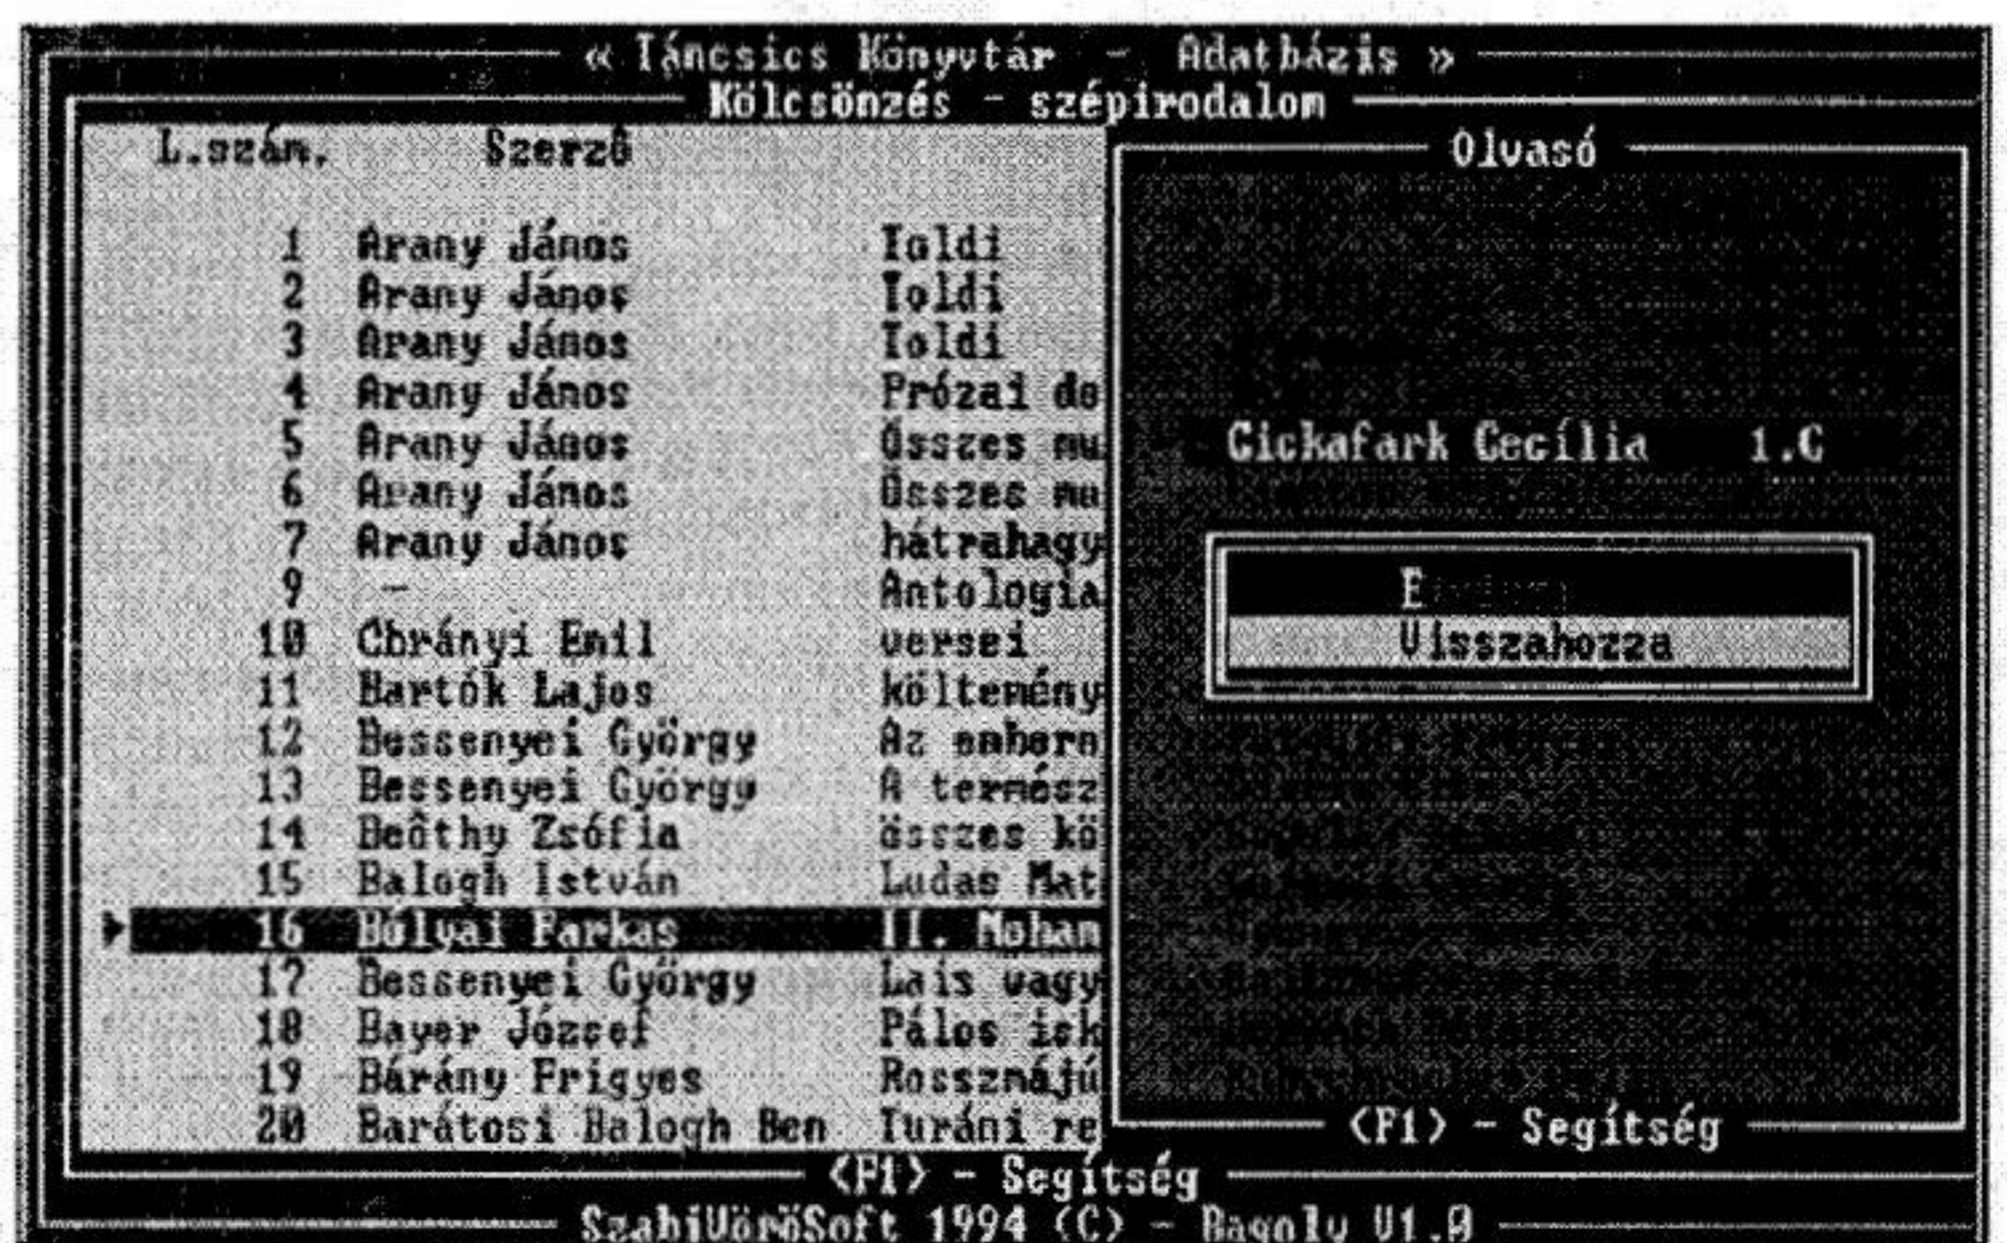 « Táncsics Könyvtár - Adatbázis »
Kölcsönzés - szépirodalom
L.szám. Szerző
1 Arany János Toldi
2 Arany János Toldi
3 Arany János Toldi
4 Arany János Prózai do
5 Arany János Összes mu
6 Arany János Összes mu
7 Arany János hátrahagy
9 - Antologia
10 Chrányi Emil versei
11 Bartók Lajos költemény
12 Bessenyei György Az embern
13 Bessenyei György A termész
14 Beôthy Zsófia összes kö
15 Balogh István Ludas Mat
16 Bólyai Farkas II. Moham
17 Bessenyei György Lais vagy
18 Bayer József Pálos isk
19 Bárány Frigyes Rosszmájú
20 Barátosi Balogh Ben Turáni re
<F1> - Segítség
SzabiVöröSoft 1994 (C) - Bagoly V1.0
Olvasó
Cickafark Cecília 1.C
Visszahozza
<F1> - Segítség